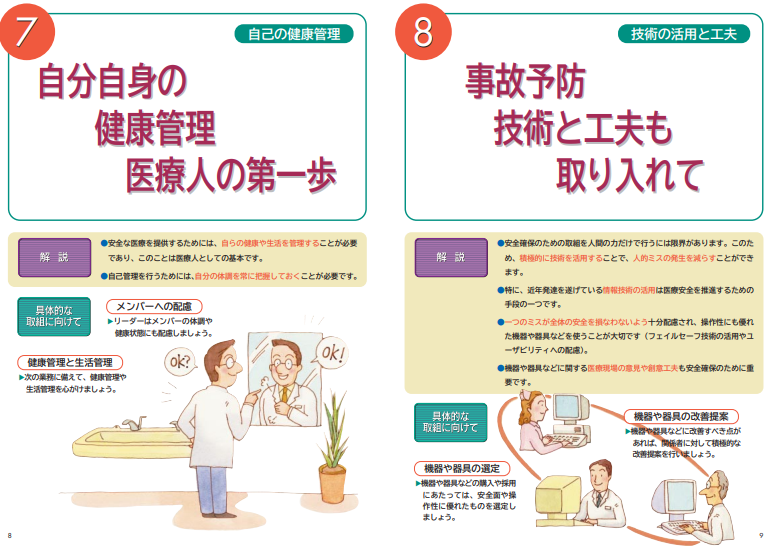 7
自己の健康管理
自分自身の
健康管理
医療人の第一歩
解 説
●安全な医療を提供するためには、自らの健康や生活を管理することが必要
であり、このことは医療人としての基本です。
●自己管理を行うためには、自分の体調を常に把握しておくことが必要です。
具体的な
取組に向けて
メンバーへの配慮
▶リーダーはメンバーの体調や
健康状態にも配慮しましょう。
健康管理と生活管理
▶次の業務に備えて、健康管理や
生活管理を心がけましょう。
ok?
ok!
8
8
技術の活用と工夫
事故予防
技術と工夫も
取り入れて
解 説
●安全確保のための取組を人間の力だけで行うには限界があります。このた
め、積極的に技術を活用することで、人的ミスの発生を減らすことができ
ます。
●特に、近年発達を遂げている情報技術の活用は医療安全を推進するための
手段の一つです。
●一つのミスが全体の安全を損なわないよう十分配慮され、操作性にも優れ
た機器や器具などを使うことが大切です（フェイルセーフ技術の活用やユ
ーザビリティへの配慮）。
●機器や器具などに関する医療現場の意見や創意工夫も安全確保のために重
要です。
具体的な
取組に向けて
機器や器具の改善提案
▶機器や器具などに改善すべき点が
あれば、関係者に対して積極的な
改善提案を行いましょう。
機器や器具の選定
▶機器や器具などの購入や採用
にあたっては、安全面や操
作性に優れたものを選定し
ましょう。
9